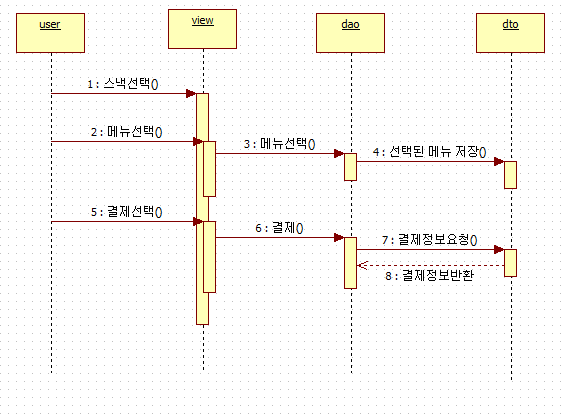 user
view
dao
dto
1 : 스낵선택()
2 : 메뉴선택()
3 : 메뉴선택()
4 : 선택된 메뉴 저장()
5 : 결제선택()
6 : 결제()
7 : 결제정보요청()
8 : 결제정보반환